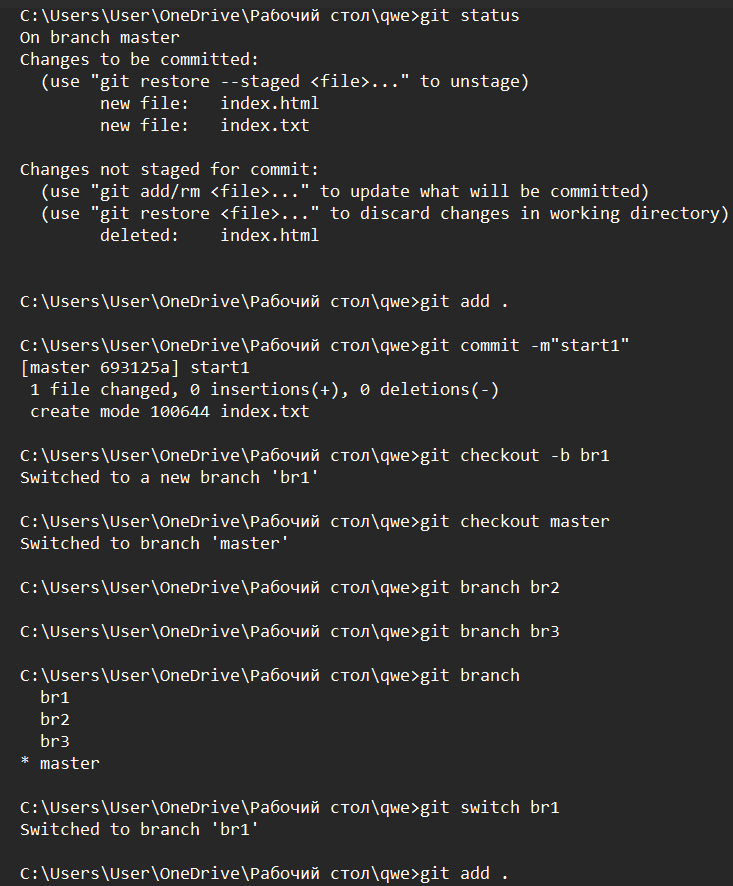 C:\Users\User\OneDrive\Рабочий стол\qwe>git status
On branch master
Changes to be committed:
  (use "git restore --staged <file>..." to unstage)
        new file:   index.html
        new file:   index.txt

Changes not staged for commit:
  (use "git add/rm <file>..." to update what will be committed)
  (use "git restore <file>..." to discard changes in working directory)
        deleted:    index.html


C:\Users\User\OneDrive\Рабочий стол\qwe>git add .

C:\Users\User\OneDrive\Рабочий стол\qwe>git commit -m"start1"
[master 693125a] start1
 1 file changed, 0 insertions(+), 0 deletions(-)
 create mode 100644 index.txt

C:\Users\User\OneDrive\Рабочий стол\qwe>git checkout -b br1
Switched to a new branch 'br1'

C:\Users\User\OneDrive\Рабочий стол\qwe>git checkout master
Switched to branch 'master'

C:\Users\User\OneDrive\Рабочий стол\qwe>git branch br2

C:\Users\User\OneDrive\Рабочий стол\qwe>git branch br3

C:\Users\User\OneDrive\Рабочий стол\qwe>git branch
  br1
  br2
  br3
* master

C:\Users\User\OneDrive\Рабочий стол\qwe>git switch br1
Switched to branch 'br1'

C:\Users\User\OneDrive\Рабочий стол\qwe>git add .